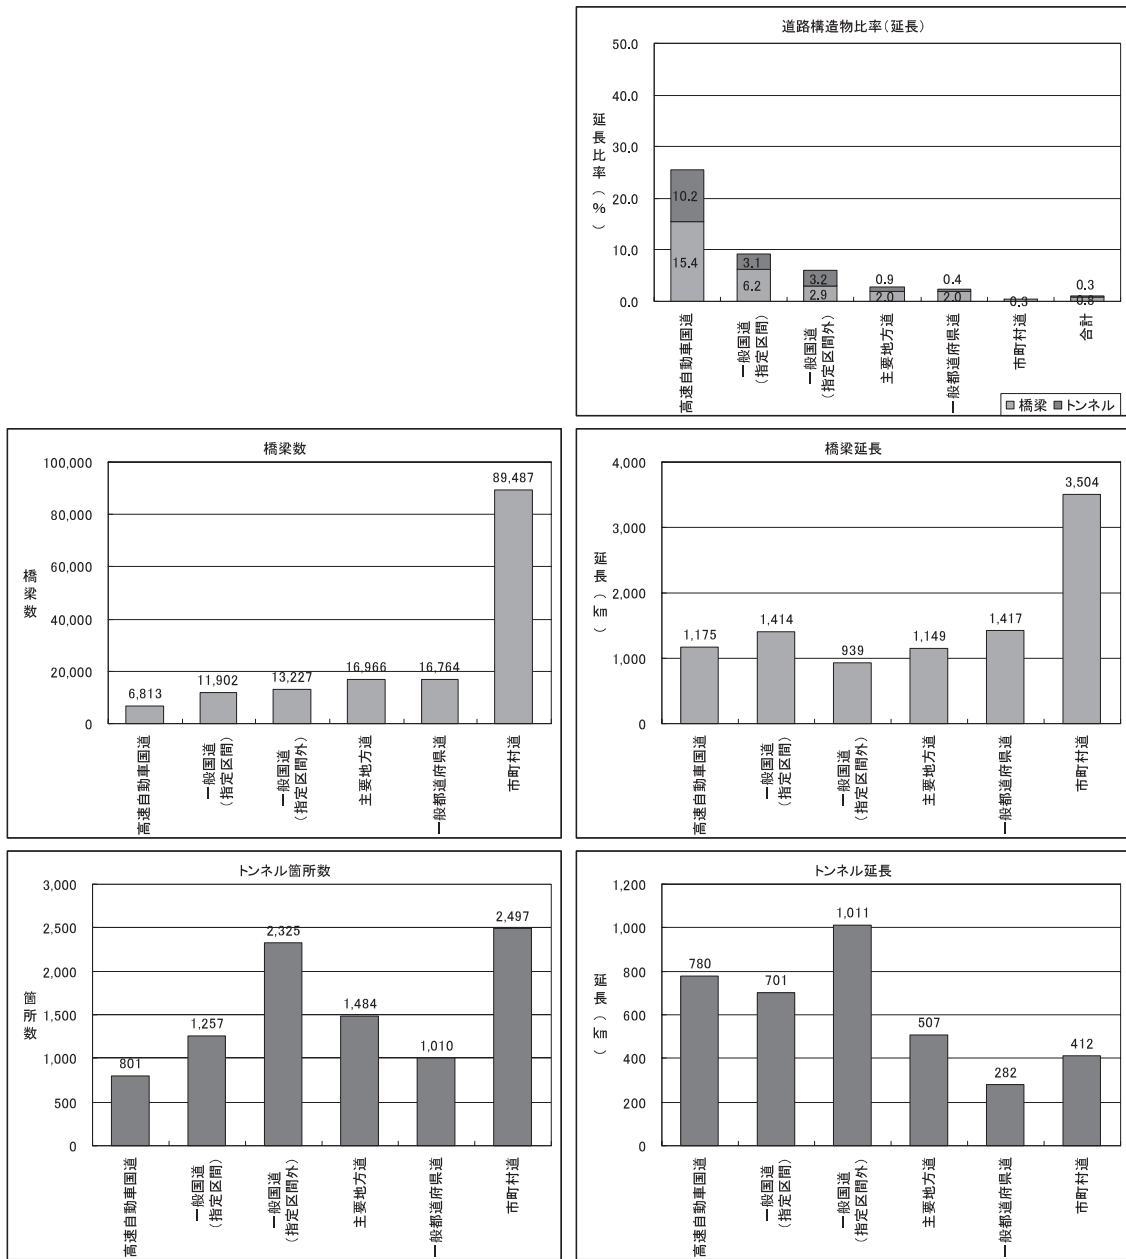 道路構造物比率（延長）
延長比率（％）
50.0
40.0
30.0
20.0
10.0
0.0
10.2
15.4
3.1
6.2
3.2
2.9
0.9
2.0
0.4
2.0
0.3
0.3
0.8
高速自動車国道
一般国道
（指定区間）
一般国道
（指定区間外）
主要地方道
一般都道府県道
市町村道
合計
橋梁 トンネル
橋梁数
橋梁数
100,000
80,000
60,000
40,000
20,000
0
6,813
11,902
13,227
16,966
16,764
89,487
高速自動車国道
一般国道
（指定区間）
一般国道
（指定区間外）
主要地方道
一般都道府県道
市町村道
橋梁延長
延長（km）
4,000
3,000
2,000
1,000
0
1,175
1,414
939
1,149
1,417
3,504
高速自動車国道
一般国道
（指定区間）
一般国道
（指定区間外）
主要地方道
一般都道府県道
市町村道
トンネル箇所数
箇所数
3,000
2,500
2,000
1,500
1,000
500
0
801
1,257
2,325
1,484
1,010
2,497
高速自動車国道
一般国道
（指定区間）
一般国道
（指定区間外）
主要地方道
一般都道府県道
市町村道
トンネル延長
延長（km）
1,200
1,000
800
600
400
200
0
780
701
1,011
507
282
412
高速自動車国道
一般国道
（指定区間）
一般国道
（指定区間外）
主要地方道
一般都道府県道
市町村道